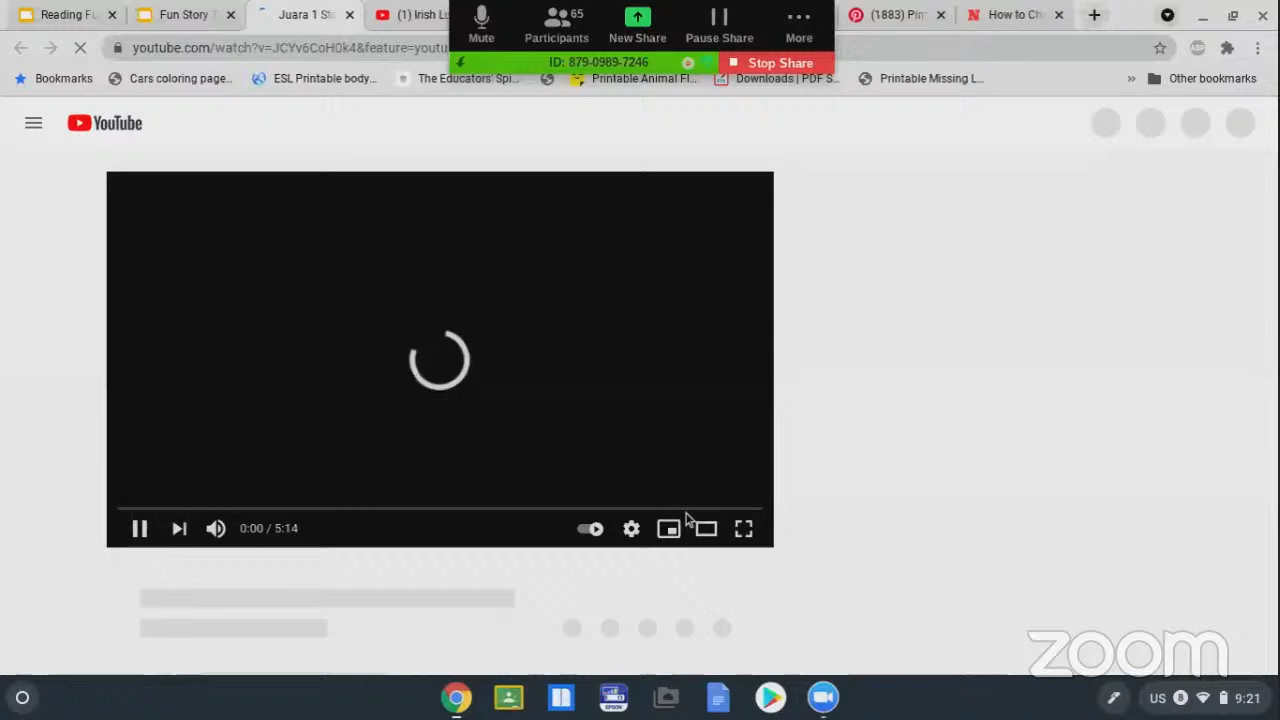 Reading Fu
Fun Story T
Juara 1 Sto
(1) Irish Lu
(1883) Pin
How to Ch
youtube.com/watch?v=JCYv6CoH0k4&feature=youtu
Mute
Participants
65
New Share
Pause Share
More
ID: 879-0989-7246
Stop Share
Bookmarks
Cars coloring page...
ESL Printable body...
The Educators' Spi...
Printable Animal Fl...
Downloads | PDF S...
Printable Missing L...
»
Other bookmarks
ABP
YouTube
0:00 / 5:14
zoom
EPSON
US
8
9:21